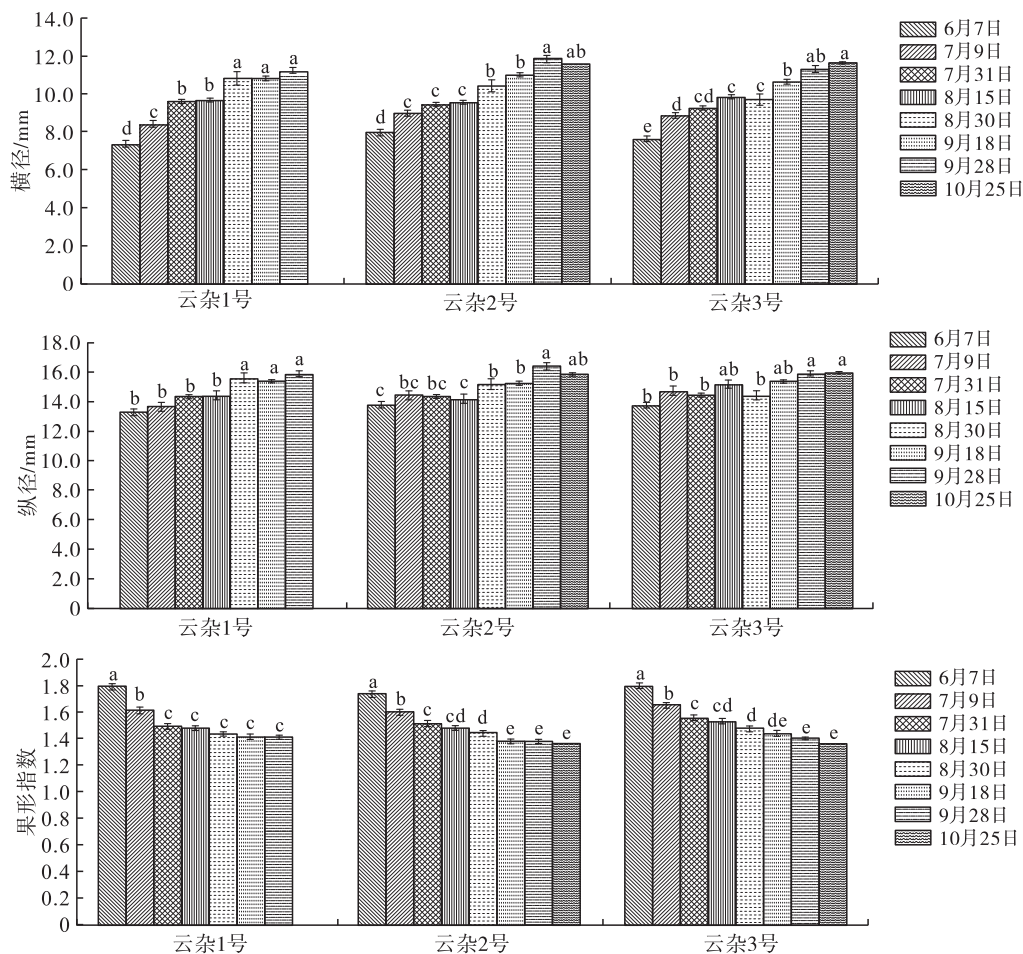 14.0
12.0
10.0
8.0
6.0
4.0
2.0
0
横径/mm
d c b b a a a
d c c c b b a ab
e d cd c c b ab a
云杂1号 云杂2号 云杂3号
6月7日
7月9日
7月31日
8月15日
8月30日
9月18日
9月28日
10月25日
18.0
16.0
14.0
12.0
10.0
8.0
6.0
4.0
2.0
0
纵径/mm
b b b b a a a
c bc bc c b b a ab
b b b ab b ab a a
云杂1号 云杂2号 云杂3号
6月7日
7月9日
7月31日
8月15日
8月30日
9月18日
9月28日
10月25日
2.0
1.8
1.6
1.4
1.2
1.0
0.8
0.6
0.4
0.2
0
果形指数
a b c c c c c
a b c cd d e e e
a b c cd d de e e
云杂1号 云杂2号 云杂3号
6月7日
7月9日
7月31日
8月15日
8月30日
9月18日
9月28日
10月25日